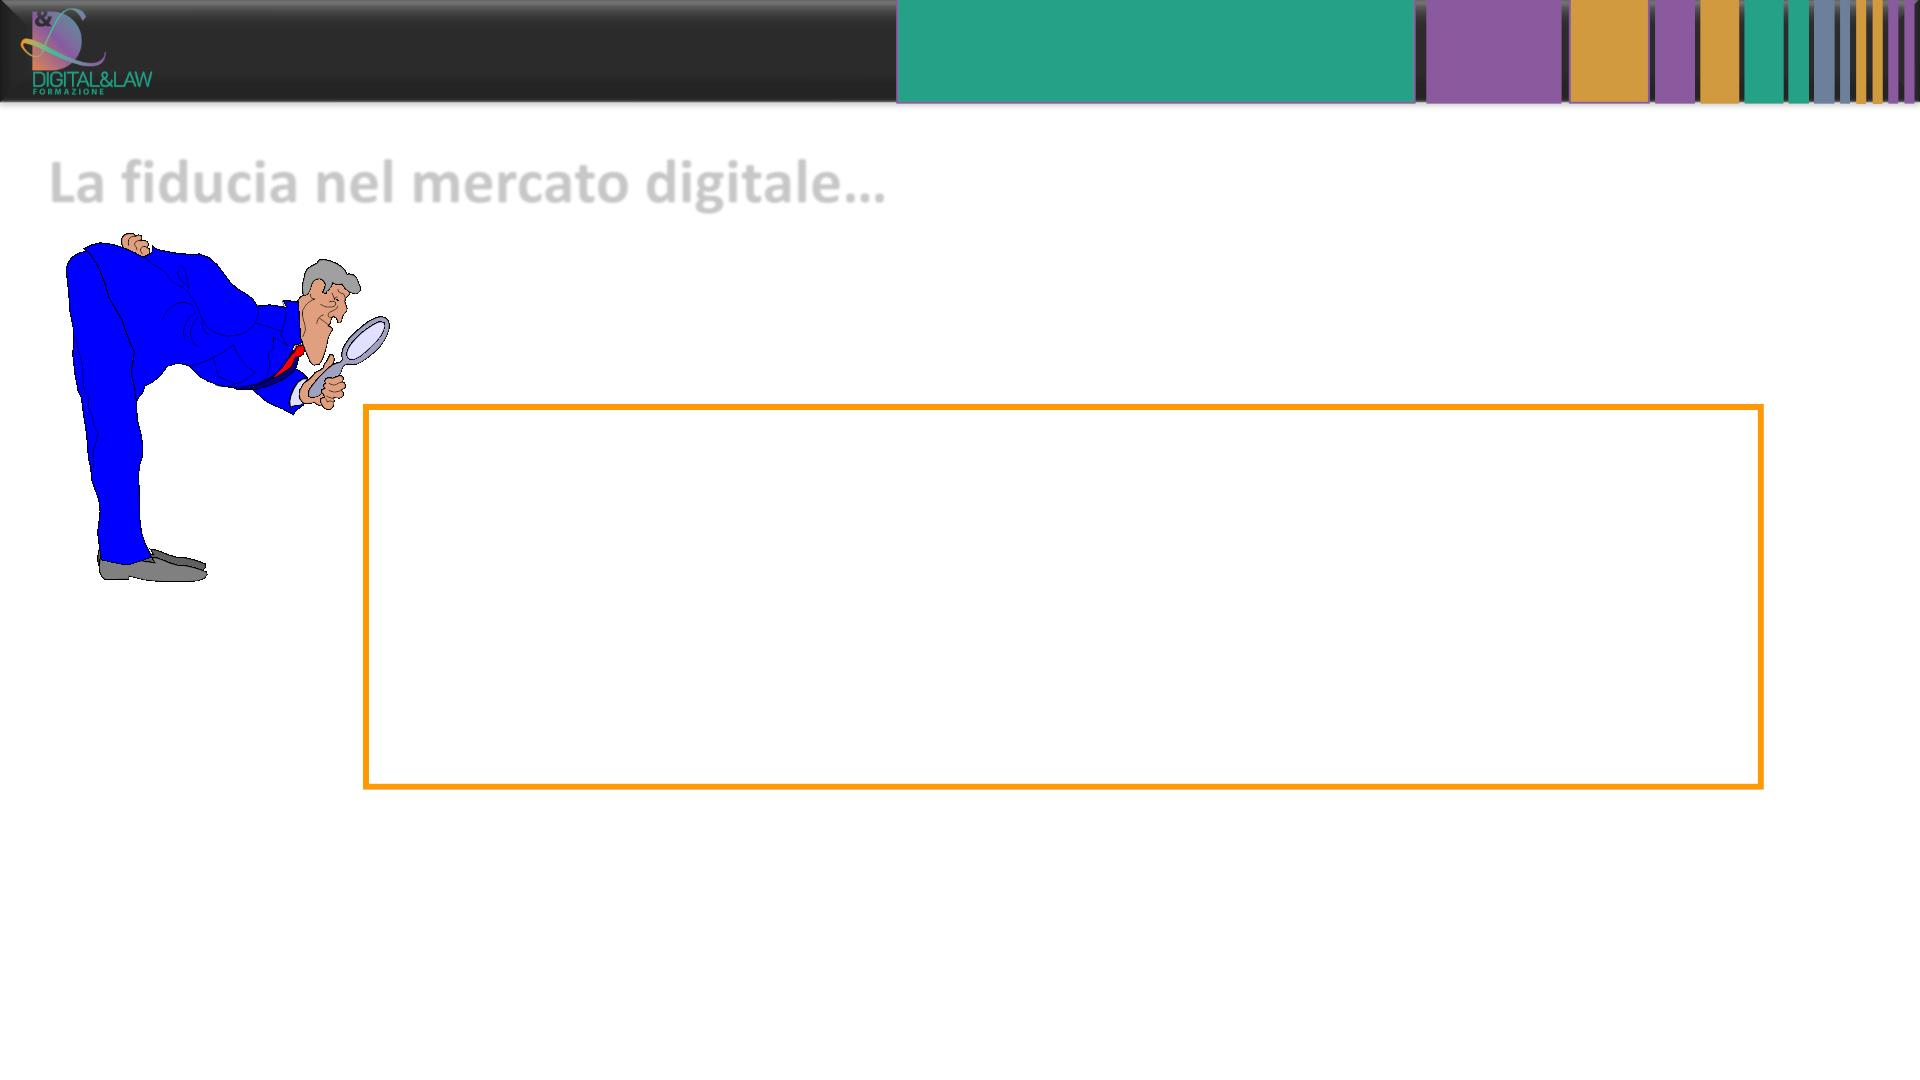 &
DIGITAL&LAW
FORMAZIONE
La fiducia nel mercato digitale...